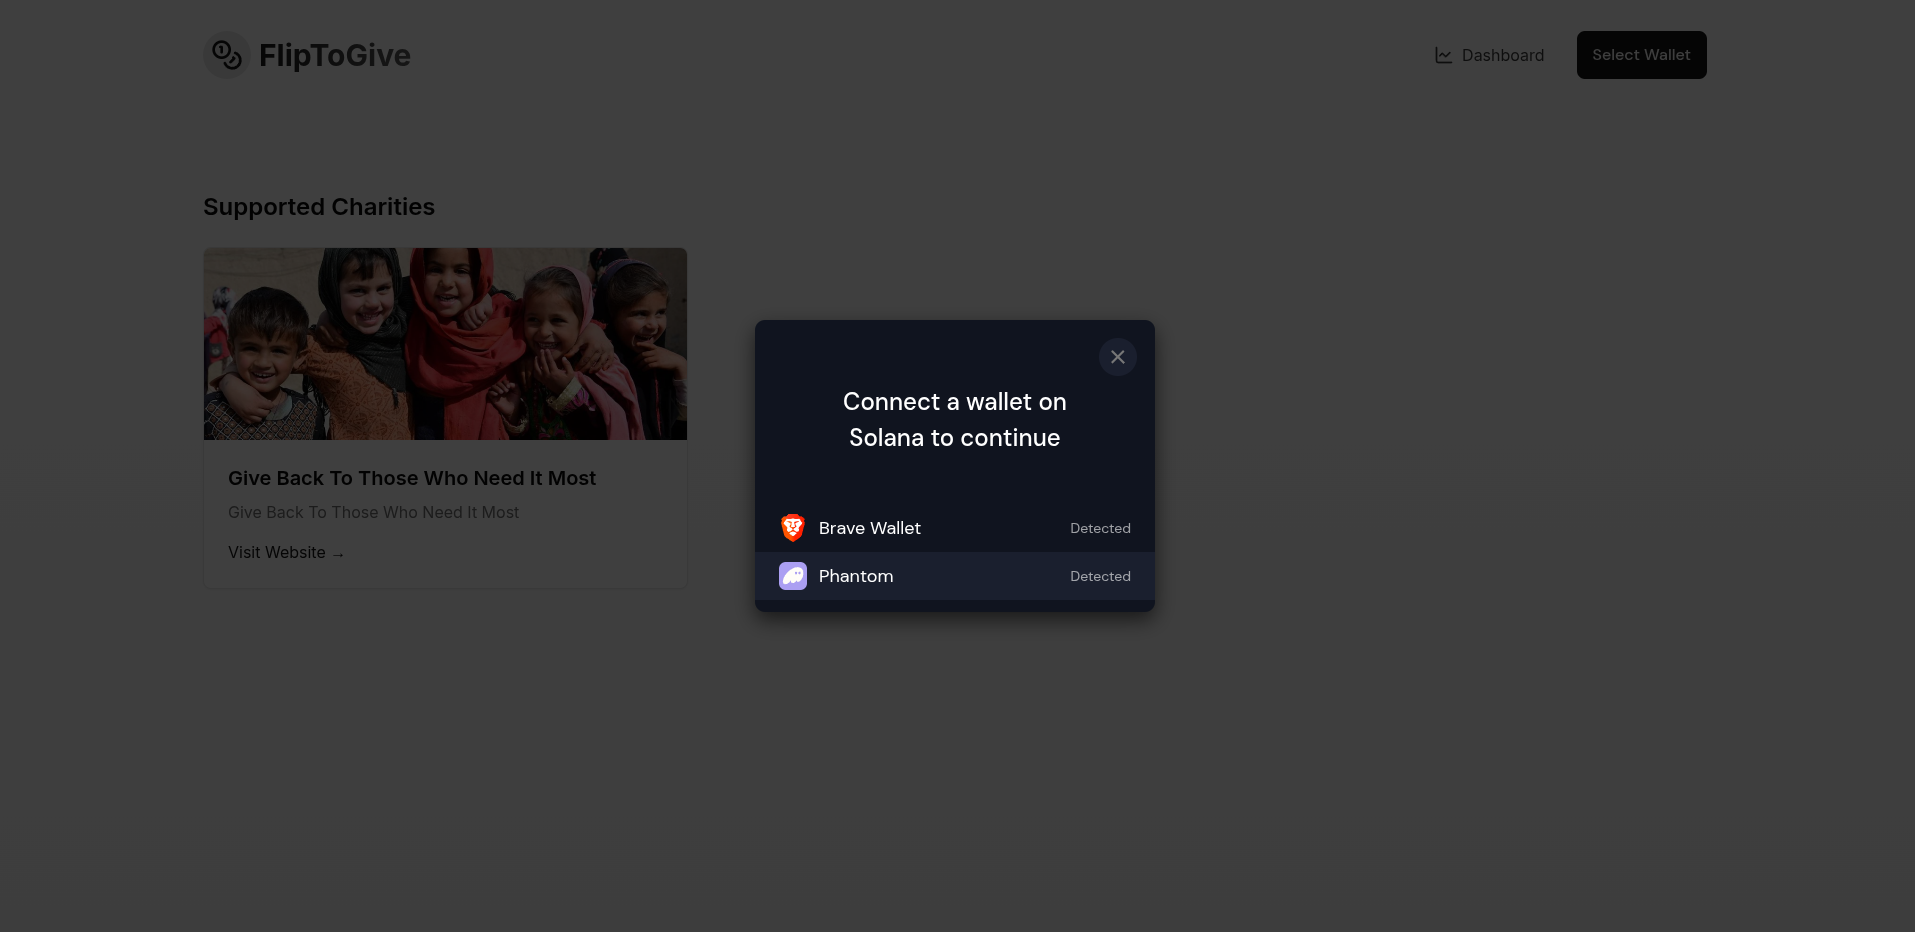 FlipToGive
Dashboard
Select Wallet
Supported Charities
Give Back To Those Who Need It Most
Give Back To Those Who Need It Most
Visit Website →
Connect a wallet on
Solana to continue
Brave Wallet Detected
Phantom Detected